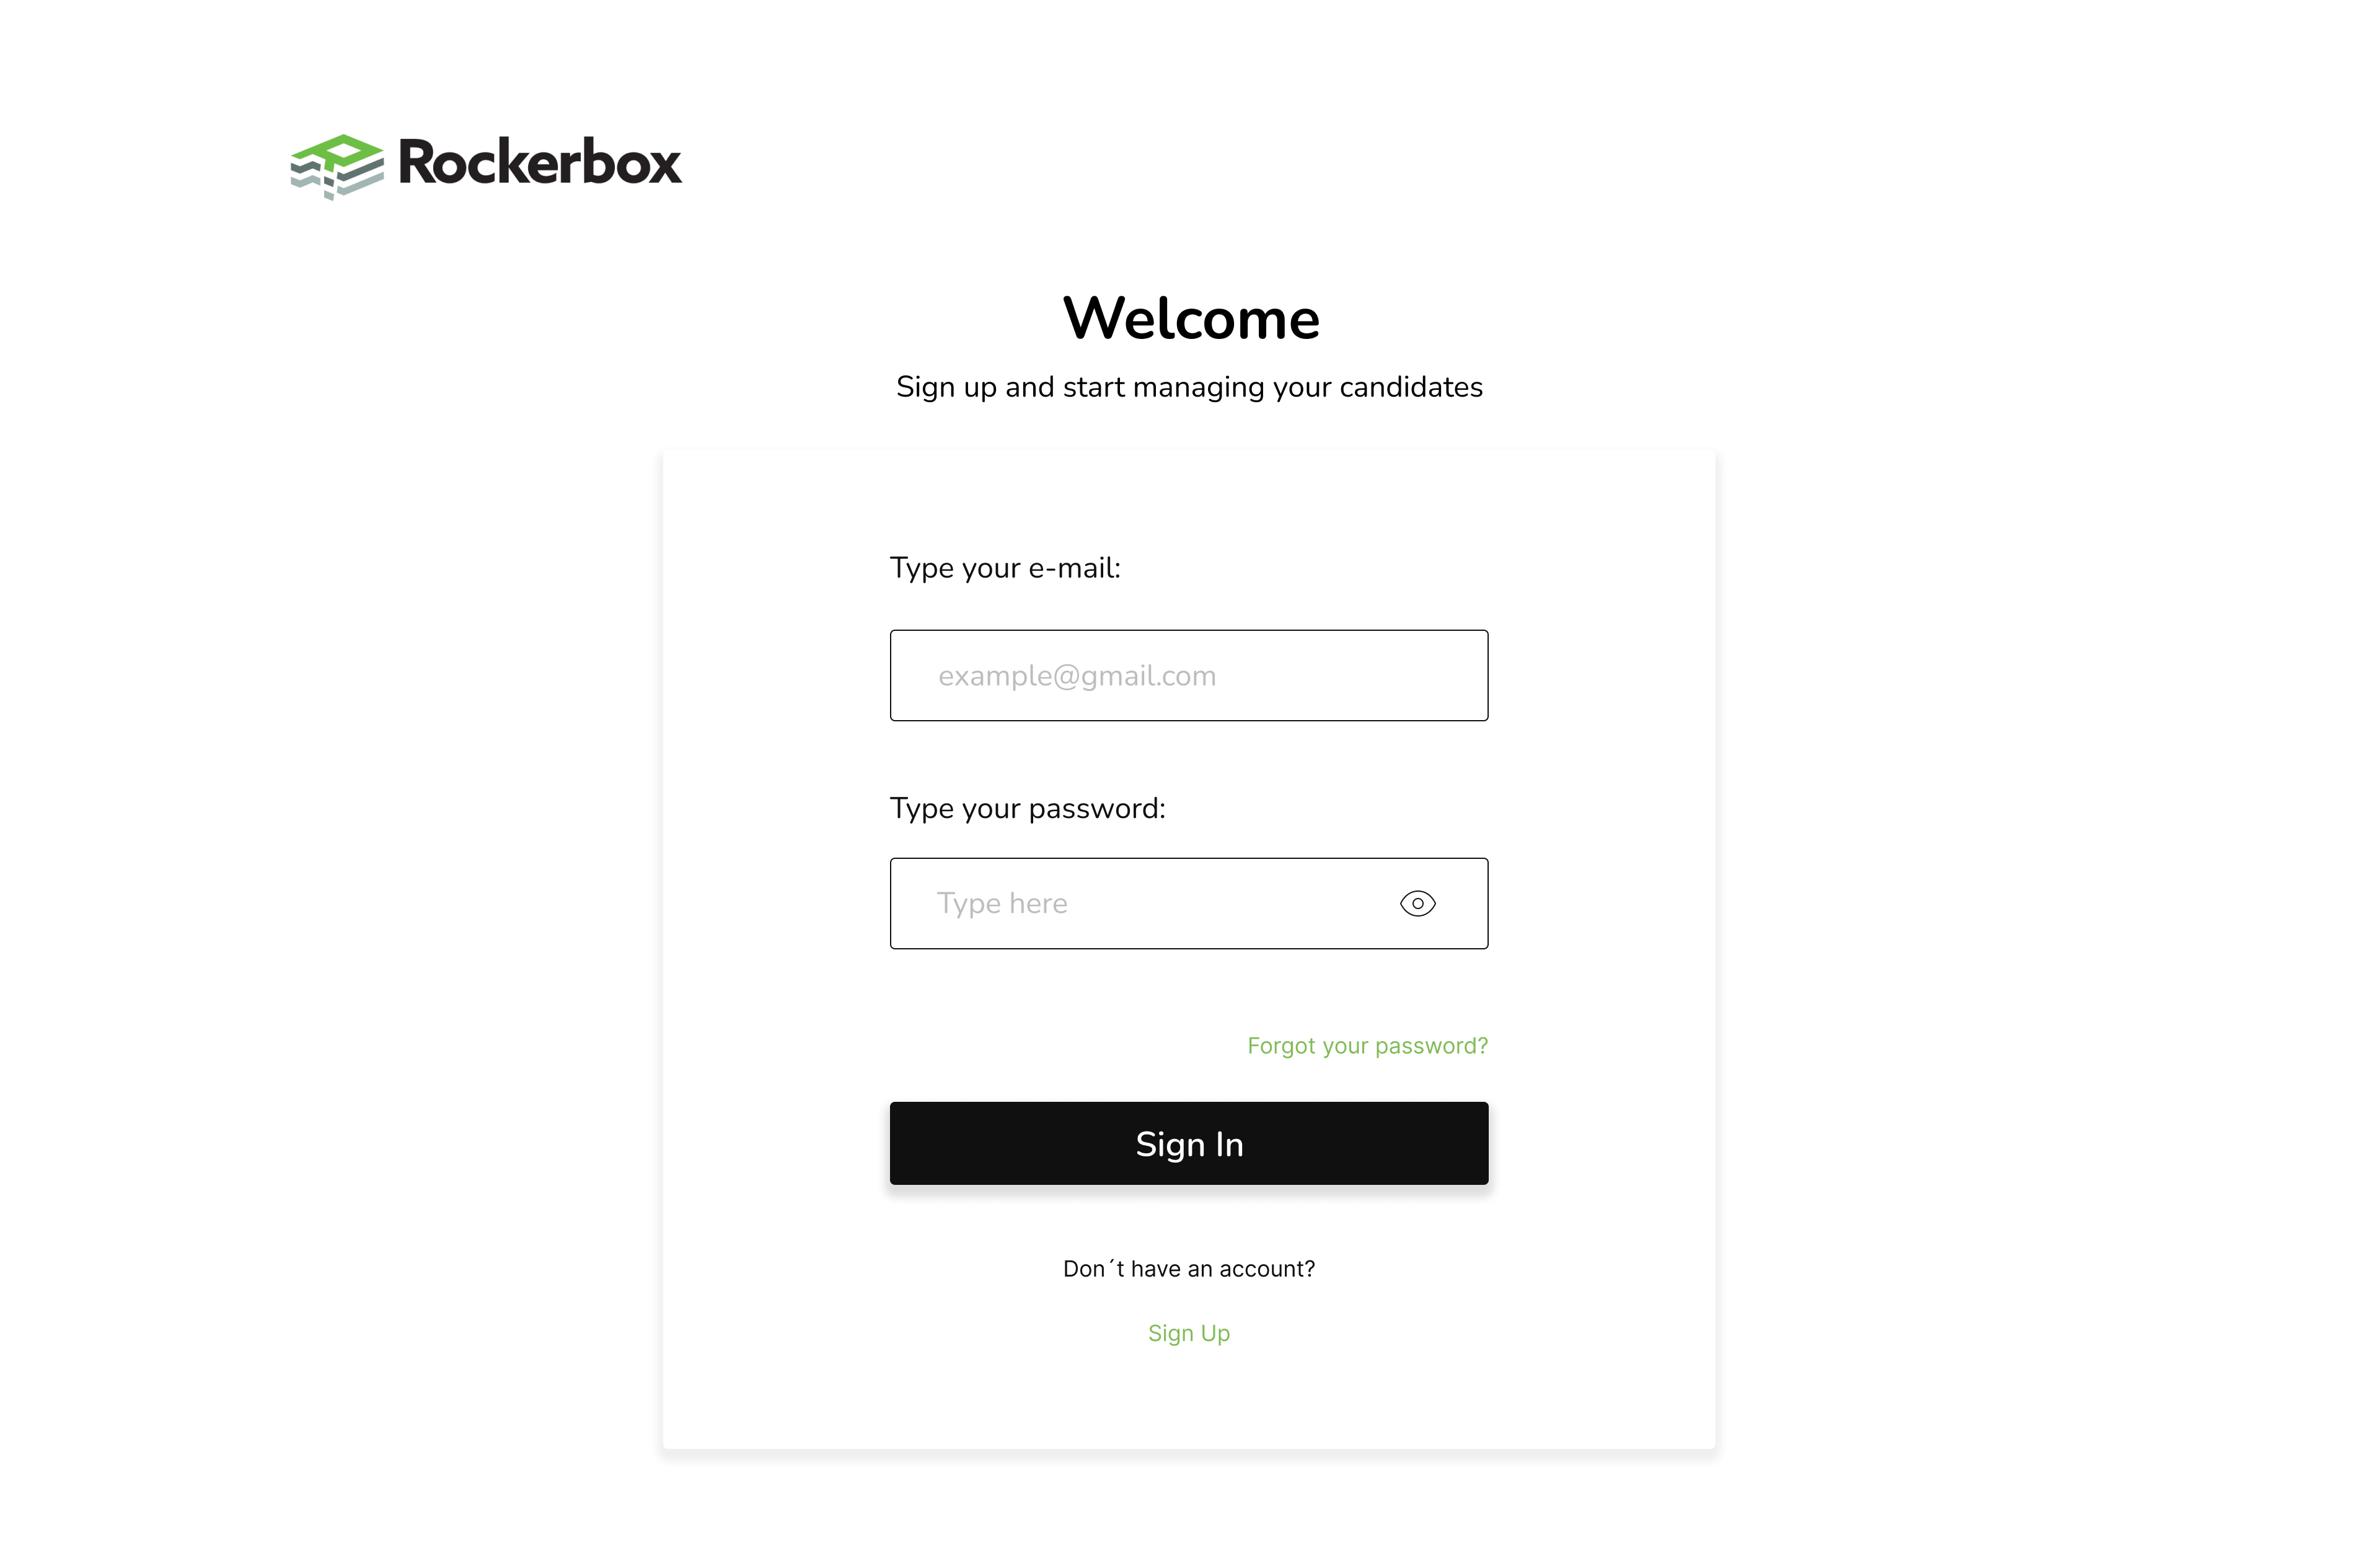 Rockerbox
Welcome
Sign up and start managing your candidates
Type your e-mail:
example@gmail.com
Type your password:
Type here
Forgot your password?
Sign In
Don´t have an account?
Sign Up